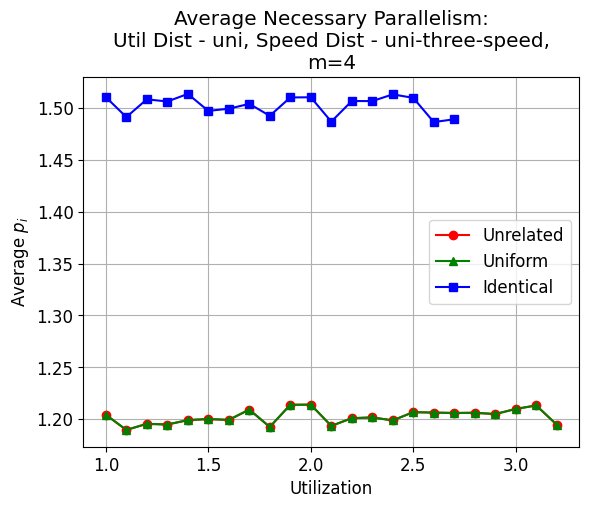 Average Necessary Parallelism:
Util Dist - uni, Speed Dist - uni-three-speed,
m=4
1.50
1.45
1.40
1.35
1.30
1.25
1.20
Average pᵢ
Unrelated
Uniform
Identical
1.0 1.5 2.0 2.5 3.0
Utilization